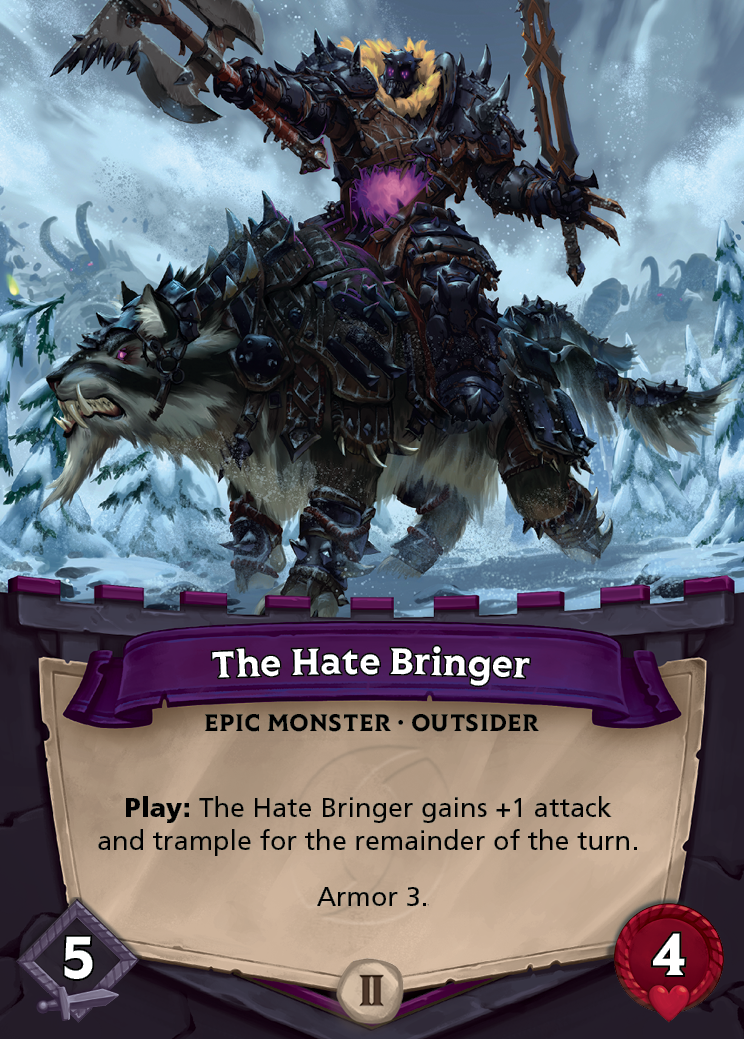 The Hate Bringer
EPIC MONSTER · OUTSIDER
Play: The Hate Bringer gains +1 attack
and trample for the remainder of the turn.
Armor 3.
5
4
II